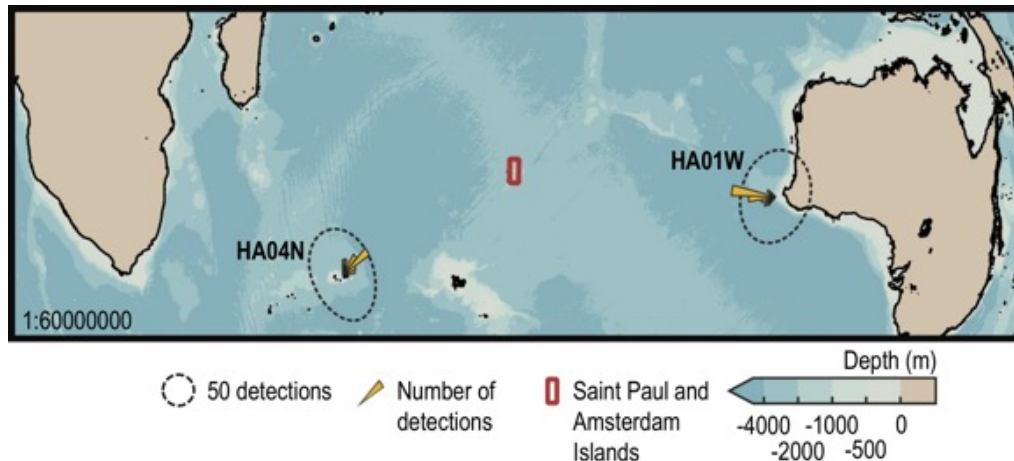 HA01W
HA04N
1:60000000
Depth (m)
50 detections
Number of
detections
Saint Paul and
Amsterdam
Islands
-4000 -1000 0
-2000 -500